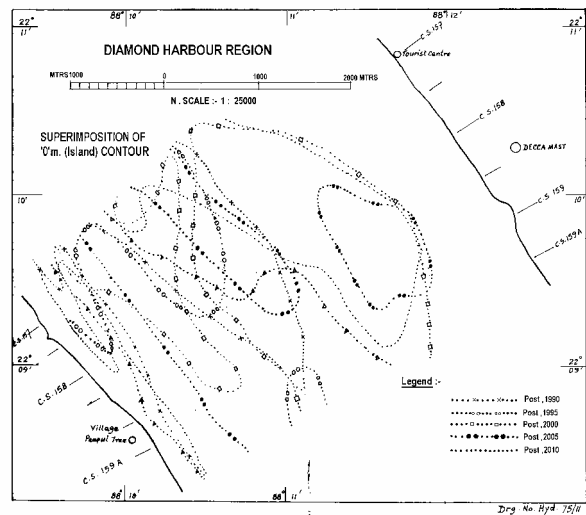 22° 11'
88° 10'
11'
88° 12'
22° 11'
DIAMOND HARBOUR REGION
MTRS 1000 0 1000 2000 MTRS
N. SCALE :- 1 : 25000
SUPERIMPOSITION OF
'0'm. (Island) CONTOUR
C.S.157
Tourist Centre
C.S.158
DECCA MAST
C.S.159
C.S.159A
10'
10'
22° 09'
22° 09'
C.S.158
Village
Peepul Tree
C.S.159A
Legend :-
Post, 1990
Post, 1995
Post, 2000
Post, 2005
Post, 2010
88° 10'
88° 11'
Drg. No. Hyd. 75/11